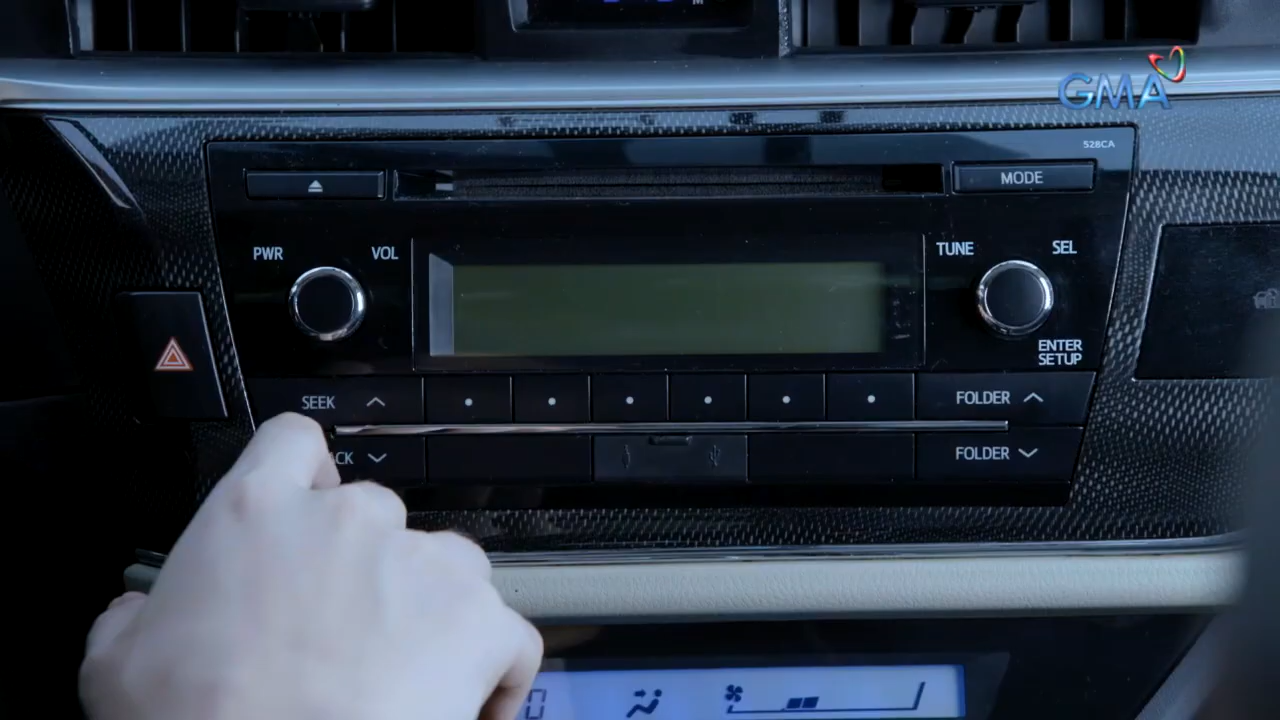 GMA
528CA
MODE
PWR
VOL
TUNE
SEL
ENTER
SETUP
SEEK
FOLDER
FOLDER